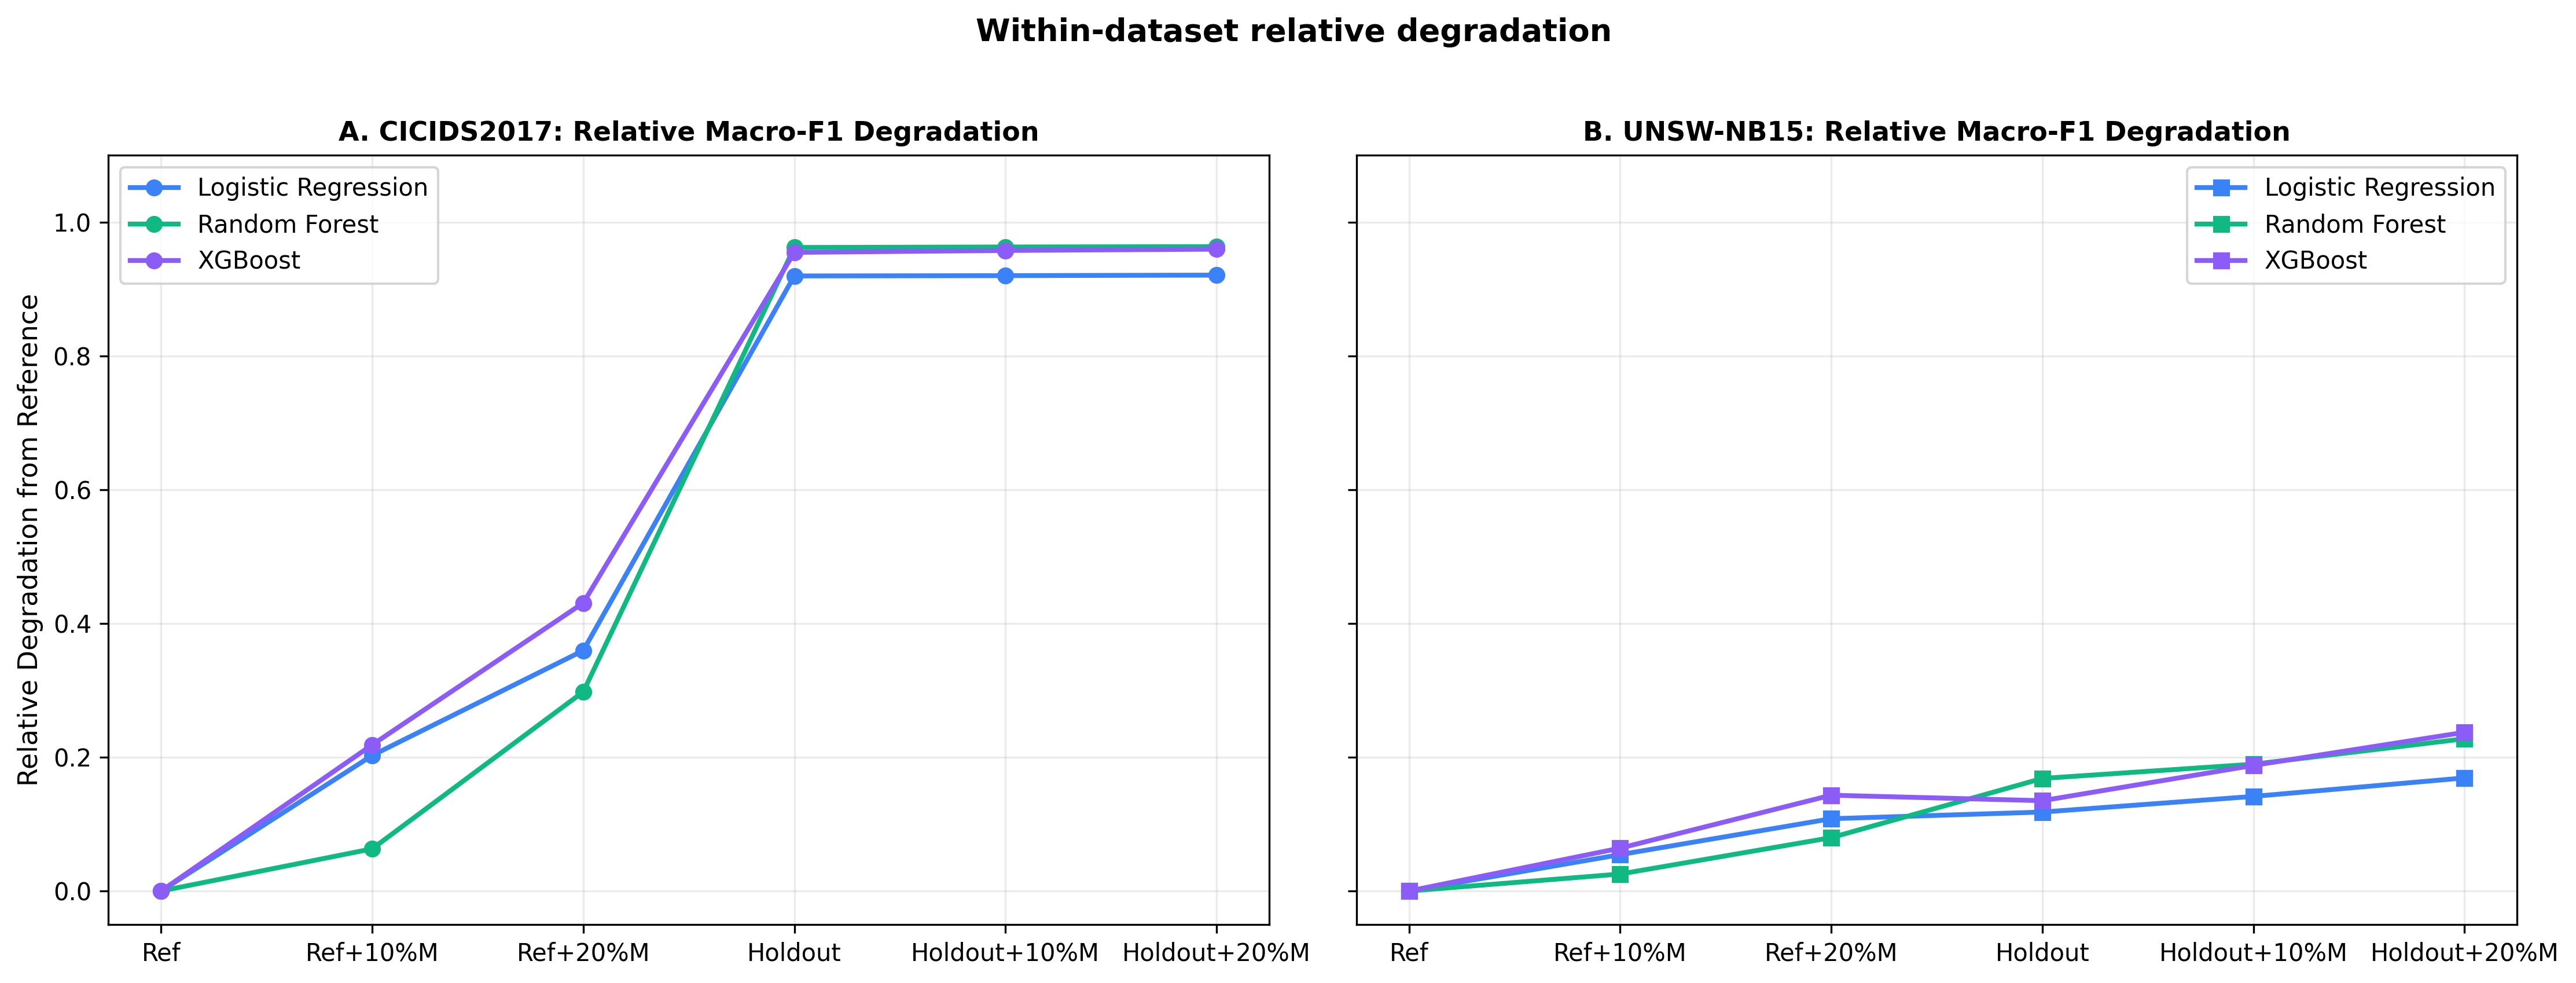 Within-dataset relative degradation
A. CICIDS2017: Relative Macro-F1 Degradation
Logistic Regression
Random Forest
XGBoost
Relative Degradation from Reference
1.0
0.8
0.6
0.4
0.2
0.0
Ref Ref+10%M Ref+20%M Holdout Holdout+10%M Holdout+20%M
B. UNSW-NB15: Relative Macro-F1 Degradation
Logistic Regression
Random Forest
XGBoost
Ref Ref+10%M Ref+20%M Holdout Holdout+10%M Holdout+20%M